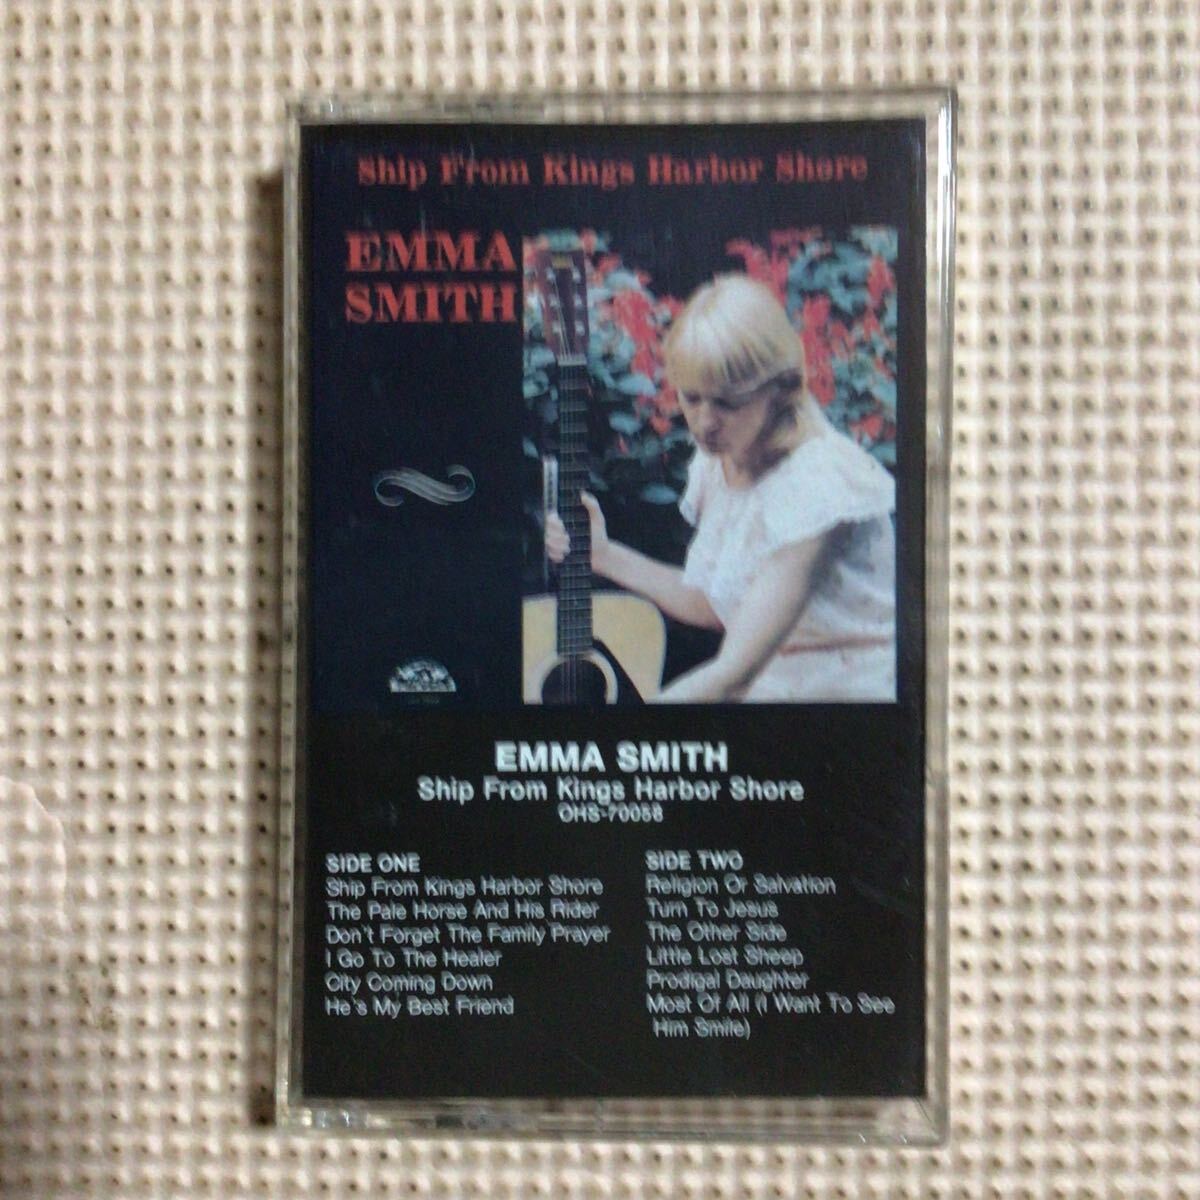 Ship From Kings Harbor Shore
EMMA
SMITH
EMMA SMITH
Ship From Kings Harbor Shore
OHS-70058
SIDE ONE
Ship From Kings Harbor Shore
The Pale Horse And His Rider
Don't Forget The Family Prayer
I Go To The Healer
City Coming Down
He's My Best Friend
SIDE TWO
Religion Or Salvation
Turn To Jesus
The Other Side
Little Lost Sheep
Prodigal Daughter
Most Of All (I Want To See
Him Smile)